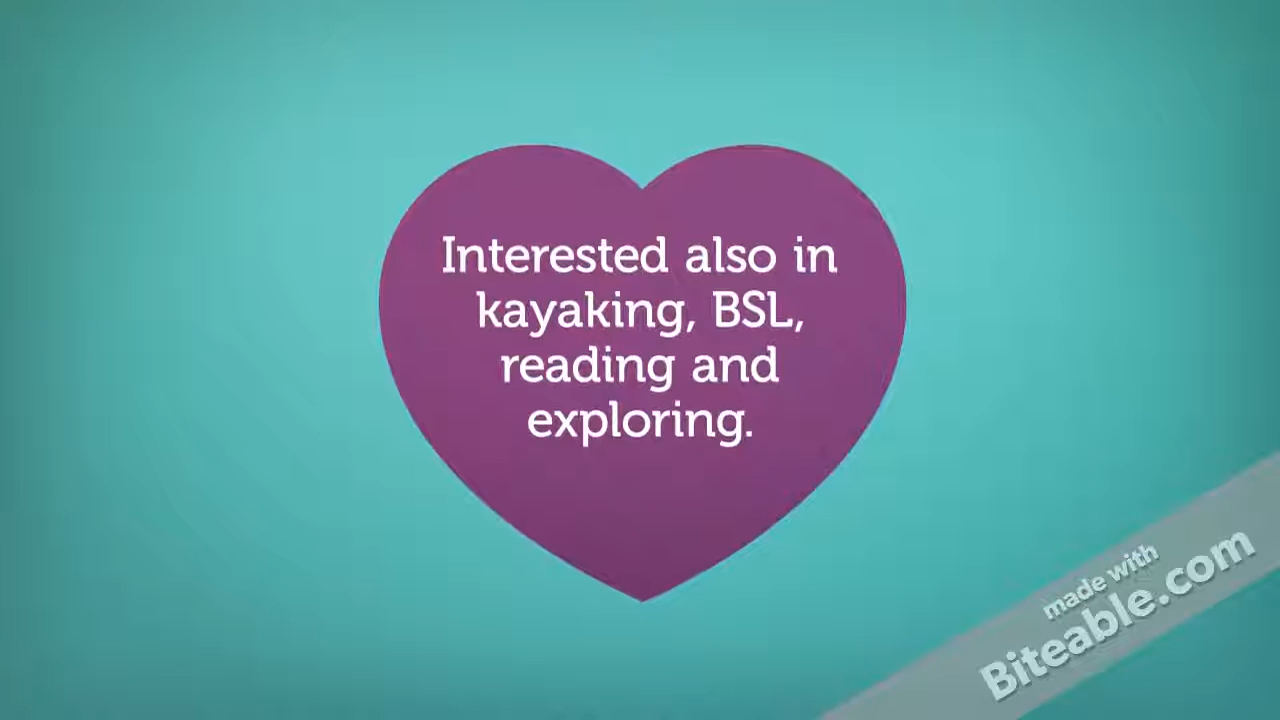 Interested also in
kayaking, BSL,
reading and
exploring.
made with
Biteable.com